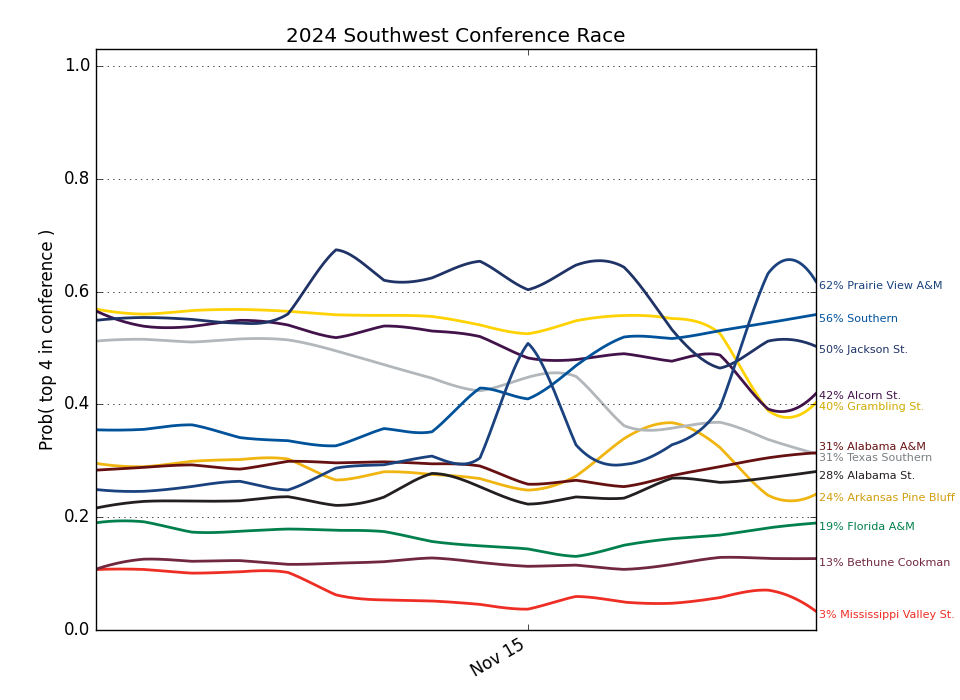 2024 Southwest Conference Race
Prob( top 4 in conference )
1.0
0.8
0.6
0.4
0.2
0.0
Nov 15
62% Prairie View A&M
56% Southern
50% Jackson St.
42% Alcorn St.
40% Grambling St.
31% Alabama A&M
31% Texas Southern
28% Alabama St.
24% Arkansas Pine Bluff
19% Florida A&M
13% Bethune Cookman
3% Mississippi Valley St.